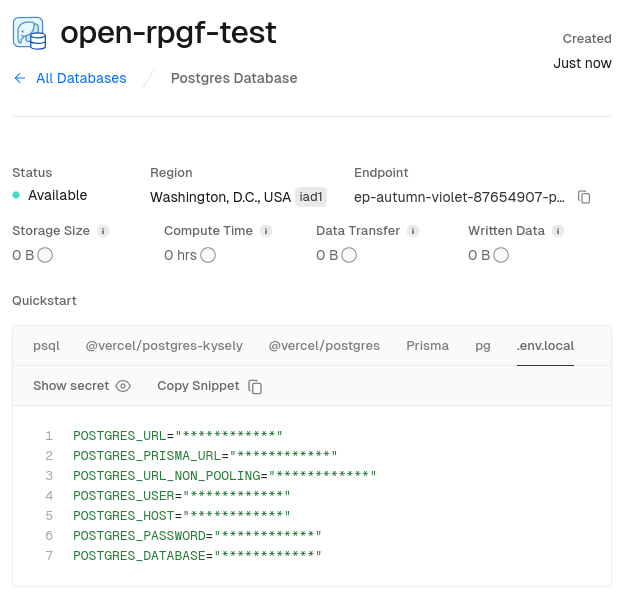 open-rpgf-test
Created
Just now
← All Databases / Postgres Database
Status
Available
Region
Washington, D.C., USA iad1
Endpoint
ep-autumn-violet-87654907-p...
Storage Size i
0 B
Compute Time i
0 hrs
Data Transfer i
0 B
Written Data i
0 B
Quickstart
psql @vercel/postgres-kysely @vercel/postgres Prisma pg .env.local
Show secret Copy Snippet
1 POSTGRES_URL="************"
2 POSTGRES_PRISMA_URL="************"
3 POSTGRES_URL_NON_POOLING="************"
4 POSTGRES_USER="************"
5 POSTGRES_HOST="************"
6 POSTGRES_PASSWORD="************"
7 POSTGRES_DATABASE="************"